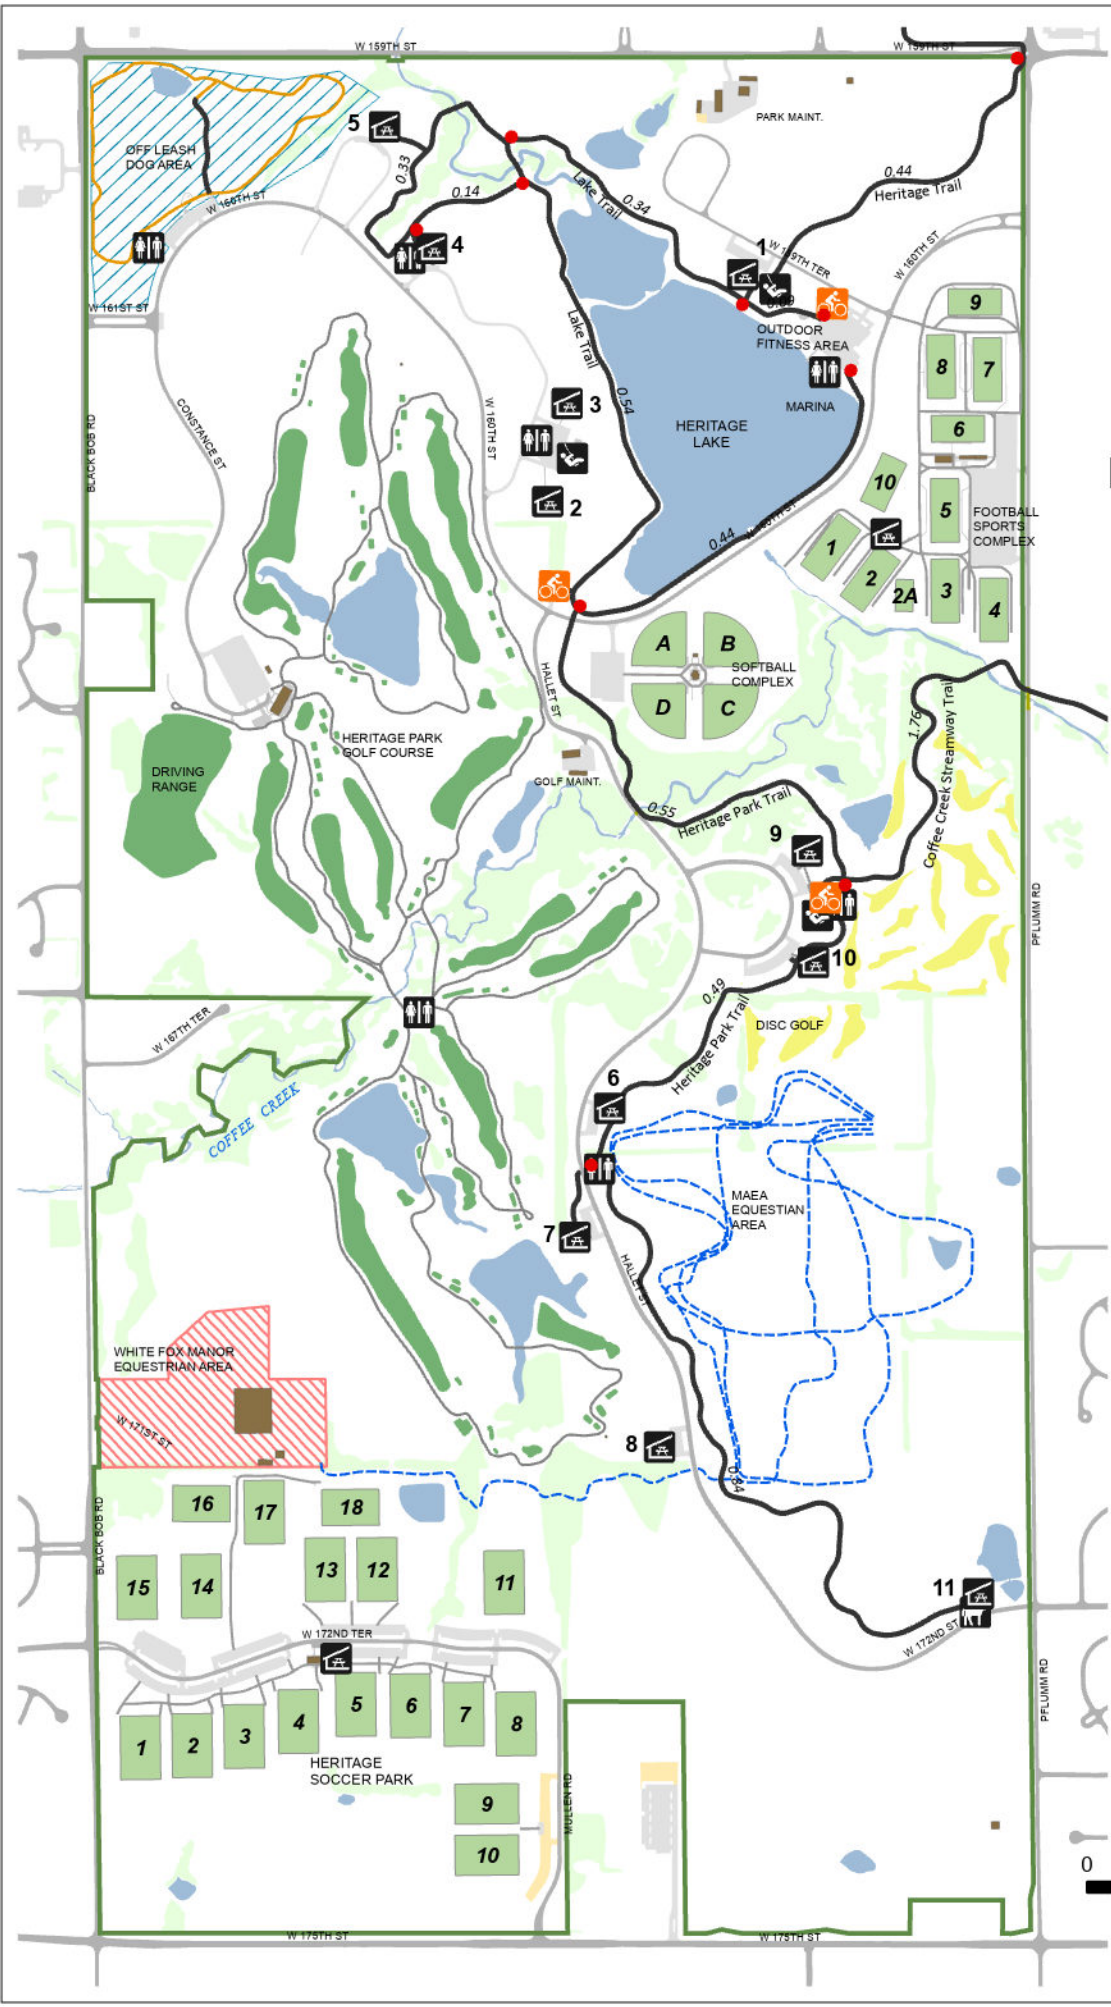 W 159TH ST
W 159TH ST
PARK MAINT.
5
OFF LEASH
DOG AREA
0.33
0.14
Lake Trail
0.34
0.44
Heritage Trail
W 160TH ST
4
1
W 159TH TER
W 160TH ST
W 161ST ST
0.09
OUTDOOR
FITNESS AREA
9
8
7
Lake Trail
0.54
MARINA
3
CONSTANCE ST
W 160TH ST
BLACK BOB RD
HERITAGE
LAKE
6
10
2
5
FOOTBALL
SPORTS
COMPLEX
0.44
W 160TH ST
1
2
2A
3
4
A
B
SOFTBALL
COMPLEX
D
C
HALLET ST
1.76
Coffee Creek Streamway Trail
HERITAGE PARK
GOLF COURSE
DRIVING
RANGE
GOLF MAINT.
0.55
Heritage Park Trail
9
PFLUMM RD
10
0.49
Heritage Park Trail
DISC GOLF
W 167TH TER
COFFEE CREEK
6
MAEA
EQUESTIAN
AREA
7
HALLET ST
WHITE FOX MANOR
EQUESTRIAN AREA
W 171ST ST
8
0.84
BLACK BOB RD
16
17
18
15
14
13
12
11
11
W 172ND TER
W 172ND ST
PFLUMM RD
1
2
3
4
5
6
7
8
HERITAGE
SOCCER PARK
9
10
MULLEN RD
0
W 175TH ST
W 175TH ST